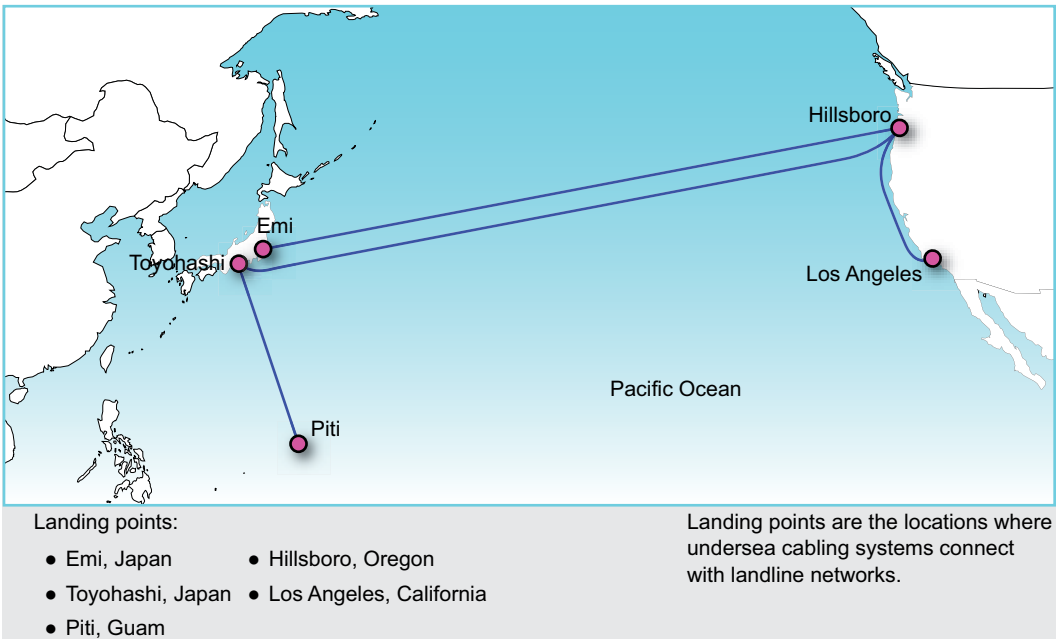 Hillsboro
Emi
Toyohashi
Los Angeles
Pacific Ocean
Piti
Landing points:
● Emi, Japan
● Toyohashi, Japan
● Piti, Guam
● Hillsboro, Oregon
● Los Angeles, California
Landing points are the locations where
undersea cabling systems connect
with landline networks.